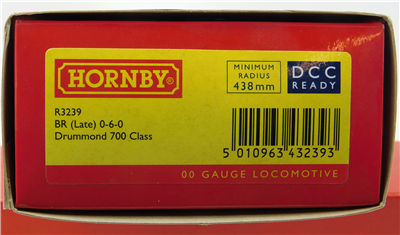 HORNBY®
MINIMUM
RADIUS
438mm
DCC
READY
R3239
BR (Late) 0-6-0
Drummond 700 Class
5 010963 432393
00 GAUGE LOCOMOTIVE